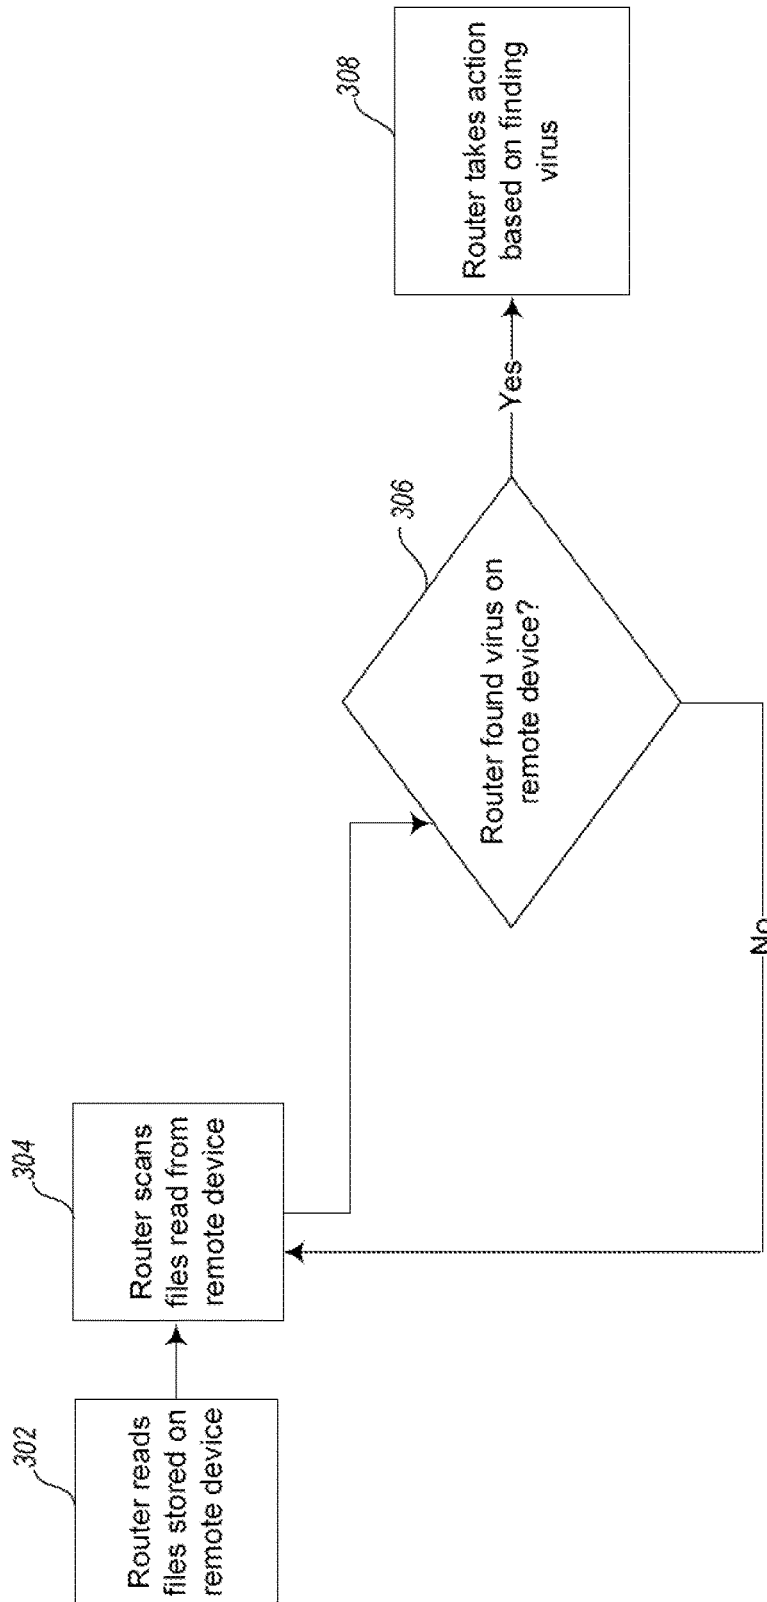 302
Router reads
files stored on
remote device
304
Router scans
files read from
remote device
306
Router found virus on
remote device?
Yes
No
308
Router takes action
based on finding
virus